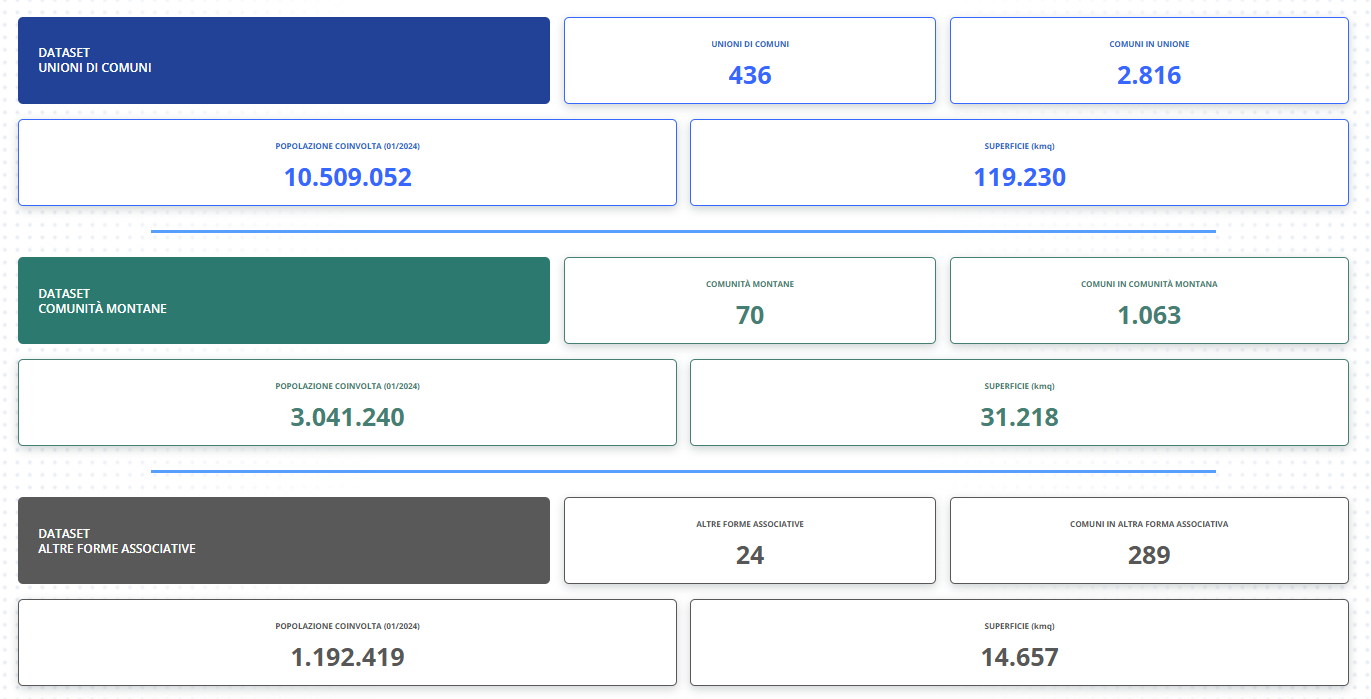 DATASET
UNIONI DI COMUNI
UNIONI DI COMUNI
436
COMUNI IN UNIONE
2.816
POPOLAZIONE COINVOLTA (01/2024)
10.509.052
SUPERFICIE (kmq)
119.230
DATASET
COMUNITÀ MONTANE
COMUNITÀ MONTANE
70
COMUNI IN COMUNITÀ MONTANA
1.063
POPOLAZIONE COINVOLTA (01/2024)
3.041.240
SUPERFICIE (kmq)
31.218
DATASET
ALTRE FORME ASSOCIATIVE
ALTRE FORME ASSOCIATIVE
24
COMUNI IN ALTRA FORMA ASSOCIATIVA
289
POPOLAZIONE COINVOLTA (01/2024)
1.192.419
SUPERFICIE (kmq)
14.657